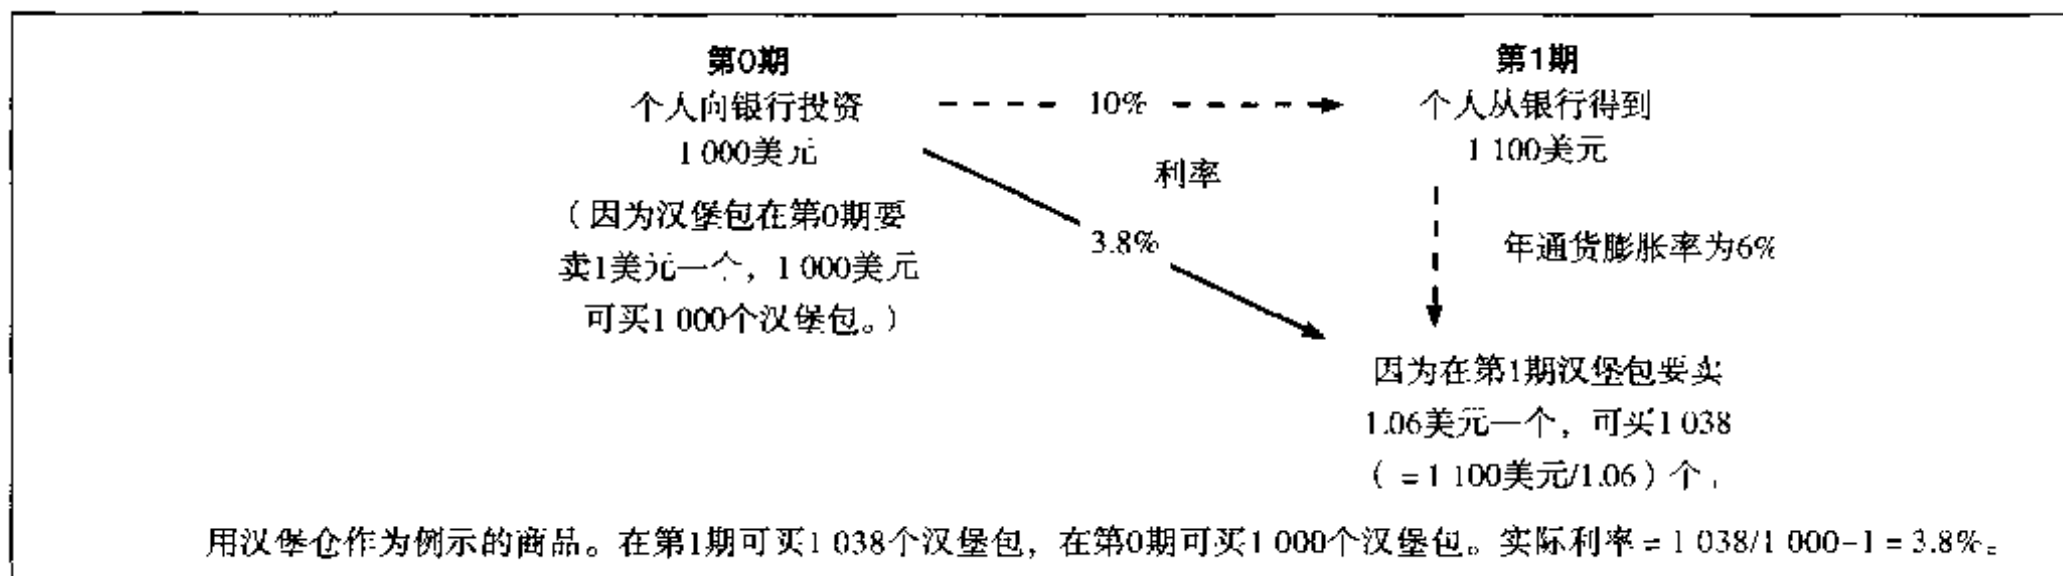 第0期
个人向银行投资
1 000美元
（因为汉堡包在第0期要
卖1美元一个，1 000美元
可买1 000个汉堡包。）
10%
利率
3.8%
第1期
个人从银行得到
1 100美元
年通货膨胀率为6%
因为在第1期汉堡包要卖
1.06美元一个，可买1 038
（＝1 100美元/1.06）个，
用汉堡仓作为例示的商品。在第1期可买1 038个汉堡包，在第0期可买1 000个汉堡包。实际利率＝1 038/1 000–1＝3.8%。